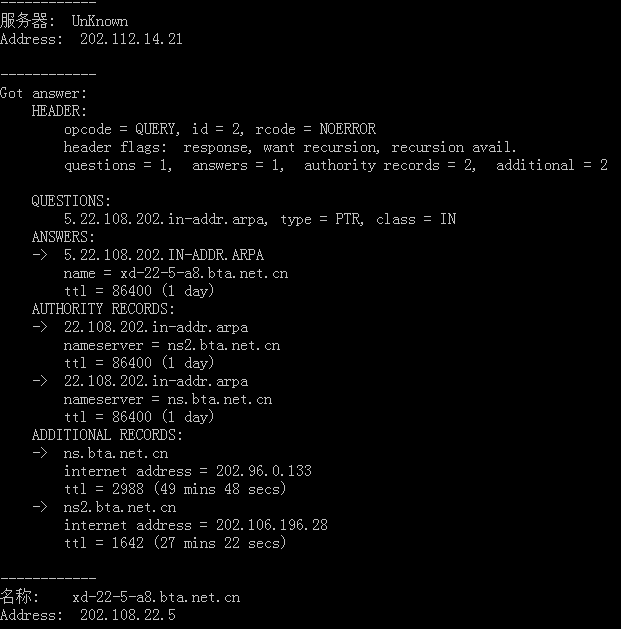 ------------
服务器:  UnKnown
Address:  202.112.14.21

------------
Got answer:
    HEADER:
        opcode = QUERY, id = 2, rcode = NOERROR
        header flags:  response, want recursion, recursion avail.
        questions = 1,  answers = 1,  authority records = 2,  additional = 2

    QUESTIONS:
        5.22.108.202.in-addr.arpa, type = PTR, class = IN
    ANSWERS:
    ->  5.22.108.202.IN-ADDR.ARPA
        name = xd-22-5-a8.bta.net.cn
        ttl = 86400 (1 day)
    AUTHORITY RECORDS:
    ->  22.108.202.in-addr.arpa
        nameserver = ns2.bta.net.cn
        ttl = 86400 (1 day)
    ->  22.108.202.in-addr.arpa
        nameserver = ns.bta.net.cn
        ttl = 86400 (1 day)
    ADDITIONAL RECORDS:
    ->  ns.bta.net.cn
        internet address = 202.96.0.133
        ttl = 2988 (49 mins 48 secs)
    ->  ns2.bta.net.cn
        internet address = 202.106.196.28
        ttl = 1642 (27 mins 22 secs)

------------
名称:    xd-22-5-a8.bta.net.cn
Address:  202.108.22.5